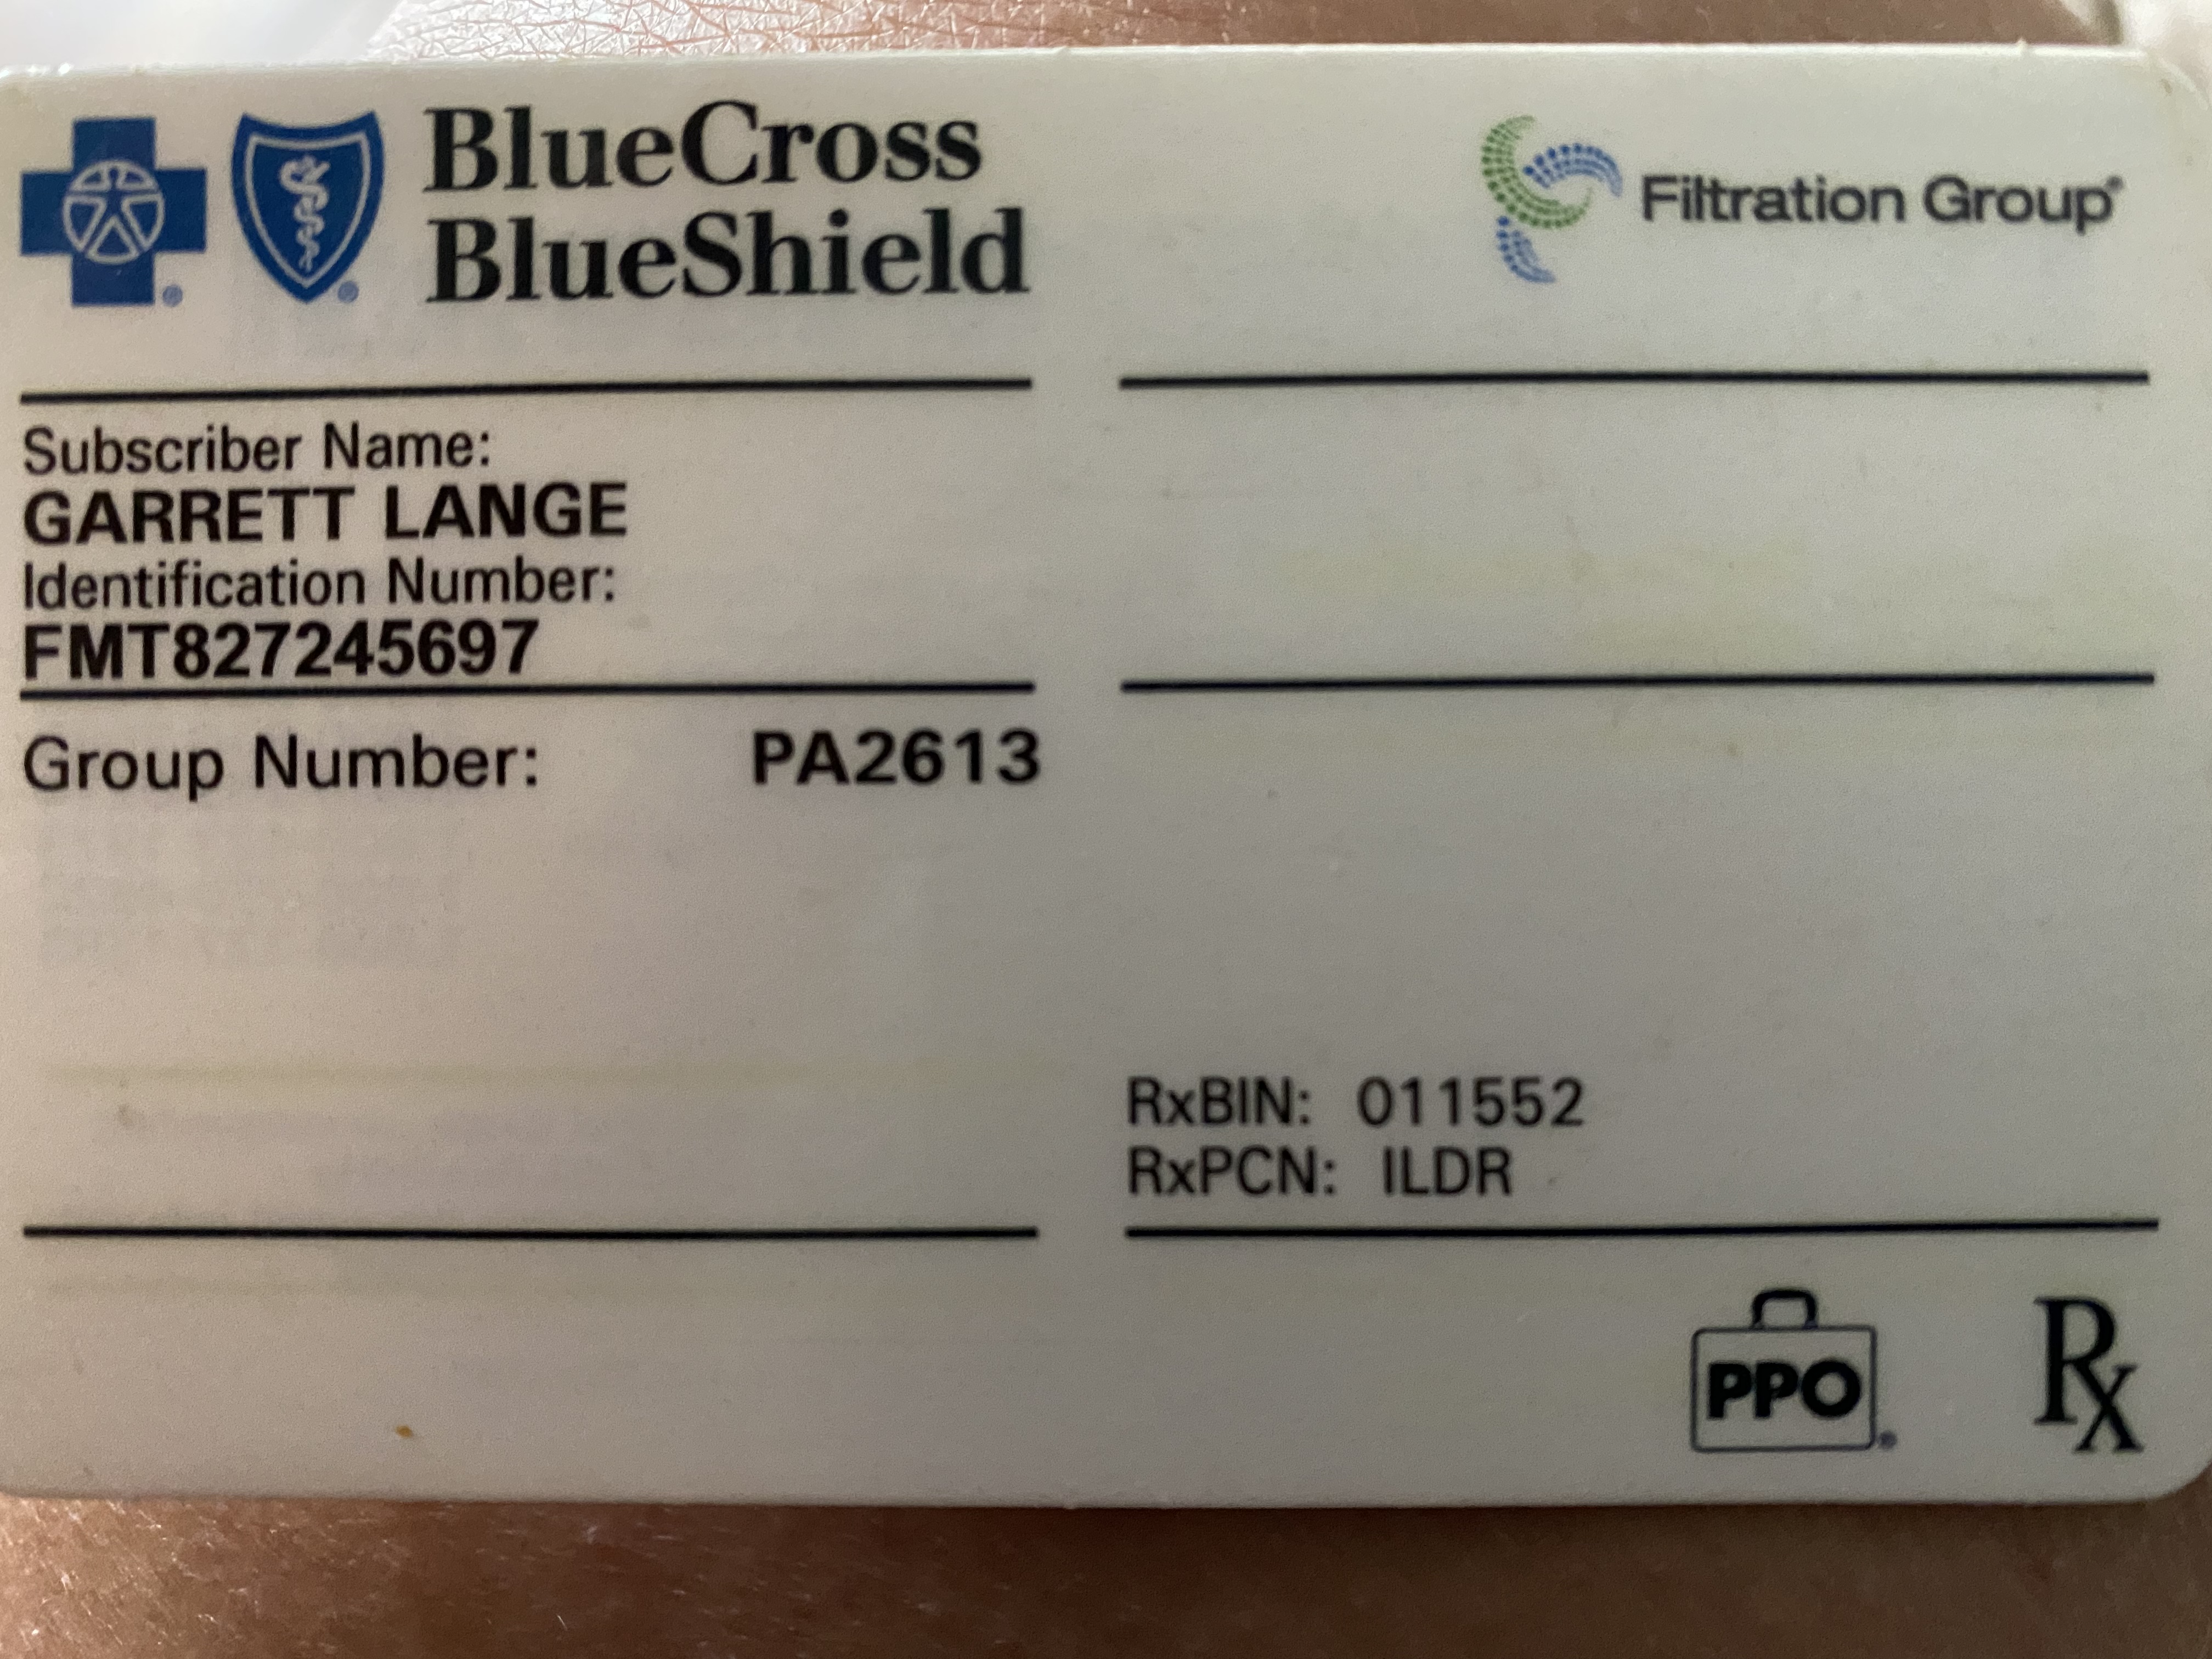 BlueCross
BlueShield
Filtration Group®
Subscriber Name:
GARRETT LANGE
Identification Number:
FMT827245697
Group Number: PA2613
RxBIN: 011552
RxPCN: ILDR
PPO®
Rx